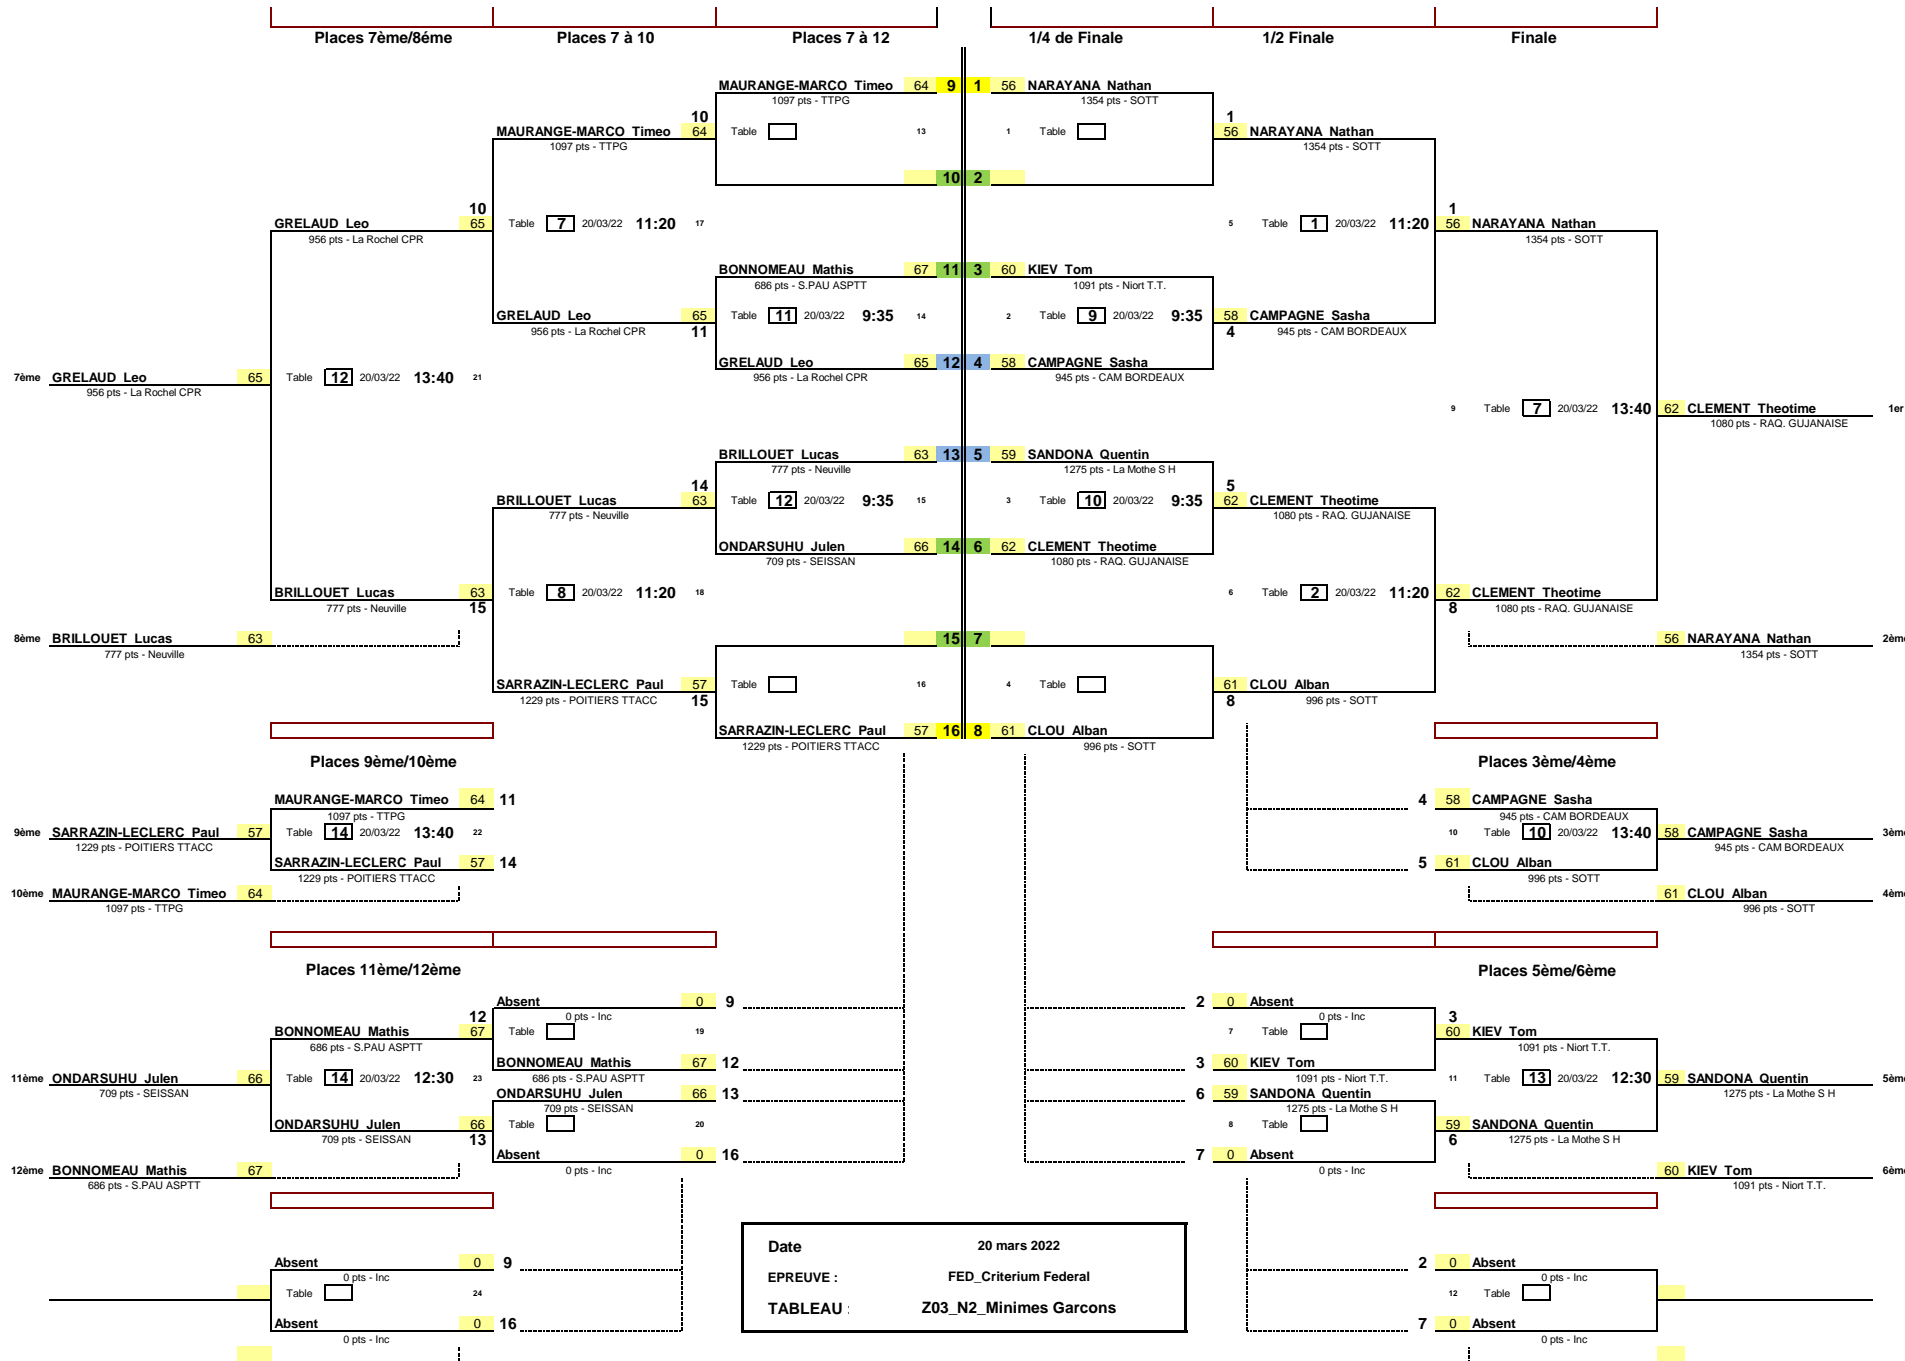 Places 7ème/8éme Places 7 à 10 Places 7 à 12 1/4 de Finale 1/2 Finale Finale
MAURANGE-MARCO Timeo 64 9 1 56 NARAYANA Nathan
1097 pts - TTPG 1354 pts - SOTT
10 1
MAURANGE-MARCO Timeo 64 Table 13 1 Table 56 NARAYANA Nathan
1097 pts - TTPG 1354 pts - SOTT
10 2
10 1
GRELAUD Leo 65 Table 7 20/03/22 11:20 17 5 Table 1 20/03/22 11:20 56 NARAYANA Nathan
956 pts - La Rochel CPR 1354 pts - SOTT
BONNOMEAU Mathis 67 11 3 60 KIEV Tom
686 pts - S.PAU ASPTT 1091 pts - Niort T.T.
GRELAUD Leo 65 Table 11 20/03/22 9:35 14 2 Table 9 20/03/22 9:35 58 CAMPAGNE Sasha
956 pts - La Rochel CPR 11 4 945 pts - CAM BORDEAUX
GRELAUD Leo 65 12 4 58 CAMPAGNE Sasha
7ème GRELAUD Leo 65 Table 12 20/03/22 13:40 21 956 pts - La Rochel CPR 945 pts - CAM BORDEAUX
956 pts - La Rochel CPR
9 Table 7 20/03/22 13:40 62 CLEMENT Theotime 1er
1080 pts - RAQ. GUJANAISE
BRILLOUET Lucas 63 13 5 59 SANDONA Quentin
777 pts - Neuville 1275 pts - La Mothe S H
14 5
BRILLOUET Lucas 63 Table 12 20/03/22 9:35 15 3 Table 10 20/03/22 9:35 62 CLEMENT Theotime
777 pts - Neuville 1080 pts - RAQ. GUJANAISE
ONDARSUHU Julen 66 14 6 62 CLEMENT Theotime
709 pts - SEISSAN 1080 pts - RAQ. GUJANAISE
BRILLOUET Lucas 63 Table 8 20/03/22 11:20 18 6 Table 2 20/03/22 11:20 62 CLEMENT Theotime
777 pts - Neuville 15 8 1080 pts - RAQ. GUJANAISE
8ème BRILLOUET Lucas 63 15 7 56 NARAYANA Nathan 2ème
777 pts - Neuville 1354 pts - SOTT
SARRAZIN-LECLERC Paul 57 Table 16 4 Table 61 CLOU Alban
1229 pts - POITIERS TTACC 15 8 996 pts - SOTT
SARRAZIN-LECLERC Paul 57 16 8 61 CLOU Alban
1229 pts - POITIERS TTACC 996 pts - SOTT
Places 9ème/10ème Places 3ème/4ème
MAURANGE-MARCO Timeo 64 11 4 58 CAMPAGNE Sasha
1097 pts - TTPG 945 pts - CAM BORDEAUX
9ème SARRAZIN-LECLERC Paul 57 Table 14 20/03/22 13:40 22 10 Table 10 20/03/22 13:40 58 CAMPAGNE Sasha 3ème
1229 pts - POITIERS TTACC 945 pts - CAM BORDEAUX
SARRAZIN-LECLERC Paul 57 14 5 61 CLOU Alban
1229 pts - POITIERS TTACC 996 pts - SOTT
10ème MAURANGE-MARCO Timeo 64 61 CLOU Alban 4ème
1097 pts - TTPG 996 pts - SOTT
Places 11ème/12ème Places 5ème/6ème
Absent 0 9 2 0 Absent
0 pts - Inc 0 pts - Inc
12 3
BONNOMEAU Mathis 67 Table 19 7 Table 60 KIEV Tom
686 pts - S.PAU ASPTT 1091 pts - Niort T.T.
BONNOMEAU Mathis 67 12 3 60 KIEV Tom
11ème ONDARSUHU Julen 66 Table 14 20/03/22 12:30 23 686 pts - S.PAU ASPTT 1091 pts - Niort T.T. 11 Table 13 20/03/22 12:30 59 SANDONA Quentin 5ème
709 pts - SEISSAN 1275 pts - La Mothe S H
ONDARSUHU Julen 66 13 6 59 SANDONA Quentin
709 pts - SEISSAN 1275 pts - La Mothe S H
ONDARSUHU Julen 66 Table 20 8 Table 59 SANDONA Quentin
709 pts - SEISSAN 13 6 1275 pts - La Mothe S H
Absent 0 16 7 0 Absent
0 pts - Inc 0 pts - Inc
12ème BONNOMEAU Mathis 67 60 KIEV Tom 6ème
686 pts - S.PAU ASPTT 1091 pts - Niort T.T.
Date 20 mars 2022
Absent 0 9 2 0 Absent
0 pts - Inc 0 pts - Inc
EPREUVE : FED_Criterium Federal
Table 24 12 Table
TABLEAU : Z03_N2_Minimes Garcons
Absent 0 16 7 0 Absent
0 pts - Inc 0 pts - Inc